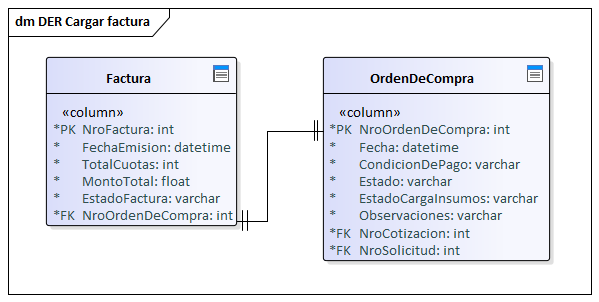 dm DER Cargar factura
Factura
«column»
*PK NroFactura: int
* FechaEmision: datetime
* TotalCuotas: int
* MontoTotal: float
* EstadoFactura: varchar
*FK NroOrdenDeCompra: int
OrdenDeCompra
«column»
*PK NroOrdenDeCompra: int
* Fecha: datetime
* CondicionDePago: varchar
* Estado: varchar
* EstadoCargaInsumos: varchar
* Observaciones: varchar
*FK NroCotizacion: int
*FK NroSolicitud: int